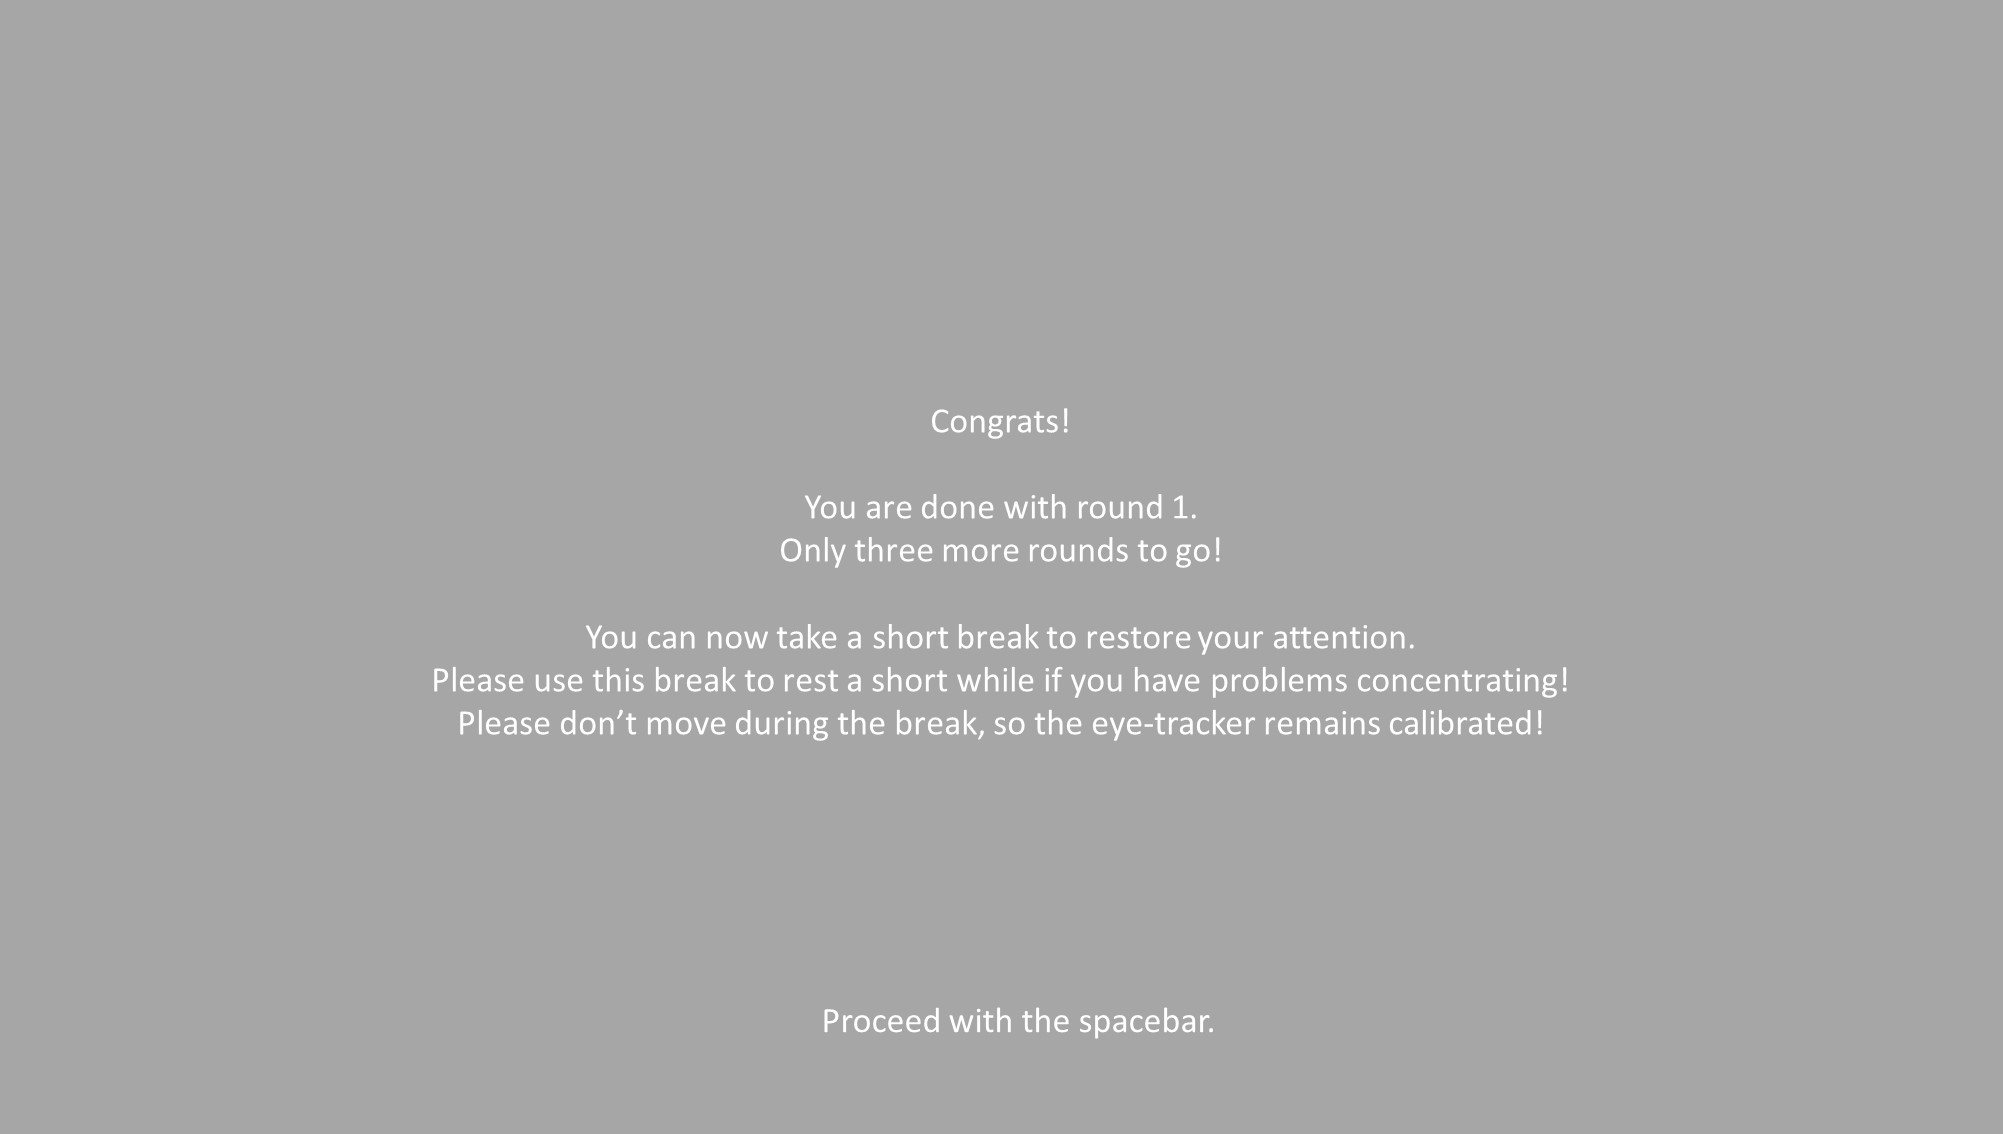 Congrats!
You are done with round 1.
Only three more rounds to go!
You can now take a short break to restore your attention.
Please use this break to rest a short while if you have problems concentrating!
Please don’t move during the break, so the eye-tracker remains calibrated!
Proceed with the spacebar.